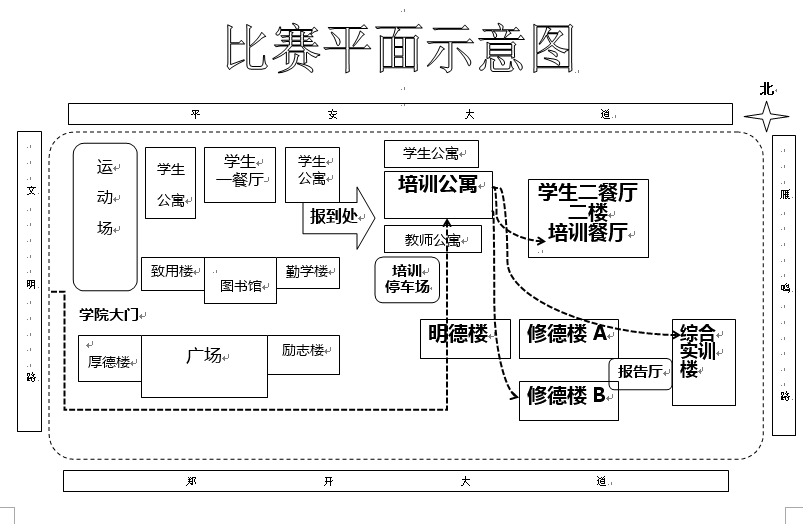 比赛平面示意图
北
平安大道
文明路
雁鸣路
运动场
学生
公寓
学生
一餐厅
学生
公寓
报到处
学生公寓
培训公寓
教师公寓
培训
停车场
学生二餐厅
二楼
培训餐厅
致用楼
图书馆
勤学楼
学院大门
厚德楼
广场
励志楼
明德楼
修德楼 A
修德楼 B
报告厅
综合
实训
楼
郑开大道